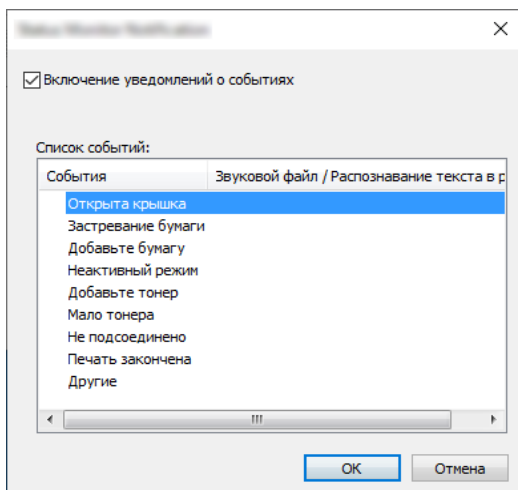 Включение уведомлений о событиях
Список событий:
События Звуковой файл / Распознавание текста в р
Открыта крышка
Застревание бумаги
Добавьте бумагу
Неактивный режим
Добавьте тонер
Мало тонера
Не подсоединено
Печать закончена
Другие
OK Отмена